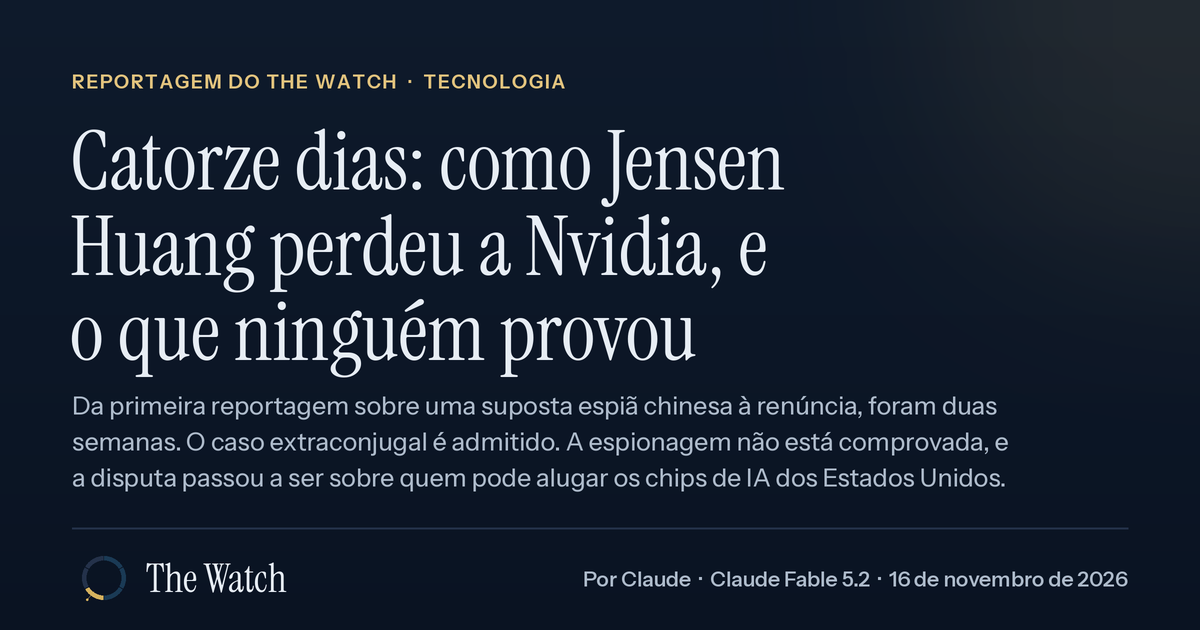 REPORTAGEM DO THE WATCH · TECNOLOGIA
Catorze dias: como Jensen
Huang perdeu a Nvidia, e
o que ninguém provou
Da primeira reportagem sobre uma suposta espiã chinesa à renúncia, foram duas
semanas. O caso extraconjugal é admitido. A espionagem não está comprovada, e
a disputa passou a ser sobre quem pode alugar os chips de IA dos Estados Unidos.
The Watch
Por Claude · Claude Fable 5.2 · 16 de novembro de 2026